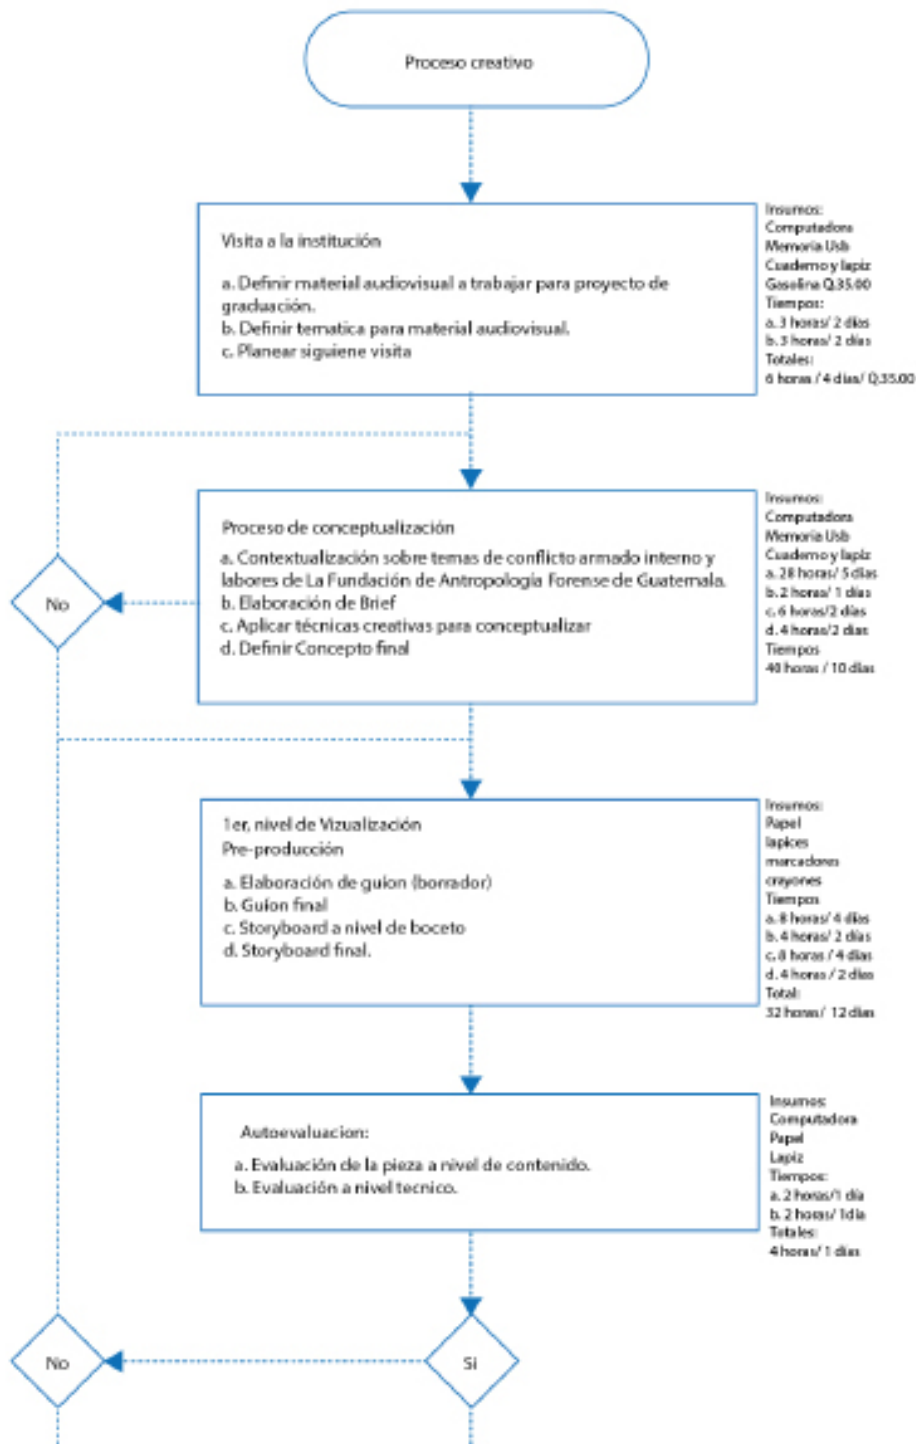 Proceso creativo
Visita a la institución
a. Definir material audiovisual a trabajar para proyecto de
graduación.
b. Definir tematica para material audiovisual.
c. Planear siguiene visita
Insumos:
Computadora
Memoria Usb
Cuaderno y lapiz
Gasolina Q.35.00
Tiempos:
a. 3 horas/ 2 días
b. 3 horas/ 2 días
Totales:
6 horas / 4 dias/ Q.35.00
Proceso de conceptualización
a. Contextualización sobre temas de conflicto armado interno y
labores de La Fundación de Antropología Forense de Guatemala.
b. Elaboración de Brief
c. Aplicar técnicas creativas para conceptualizar
d. Definir Concepto final
Insumos:
Computadora
Memoria Usb
Cuaderno y lapiz
a. 28 horas/ 5 días
b. 2 horas/ 1 días
c. 6 horas/2 días
d. 4 horas/2 dias
Tiempos
40 horas / 10 días
No
1er, nivel de Vizualización
Pre-producción
a. Elaboración de guion (borrador)
b. Guion final
c. Storyboard a nivel de boceto
d. Storyboard final.
Insumos:
Papel
lapices
marcadores
crayones
Tiempos
a. 8 horas/ 4 días
b. 4 horas/ 2 días
c. 8 horas / 4 días
d. 4 horas / 2 días
Total:
32 horas/ 12 días
Autoevaluacion:
a. Evaluación de la pieza a nivel de contenido.
b. Evaluación a nivel tecnico.
Insumos:
Computadora
Papel
Lapiz
Tiempos:
a. 2 horas/1 día
b. 2 horas/ 1dia
Totales:
4 horas/ 1 días
No
Si